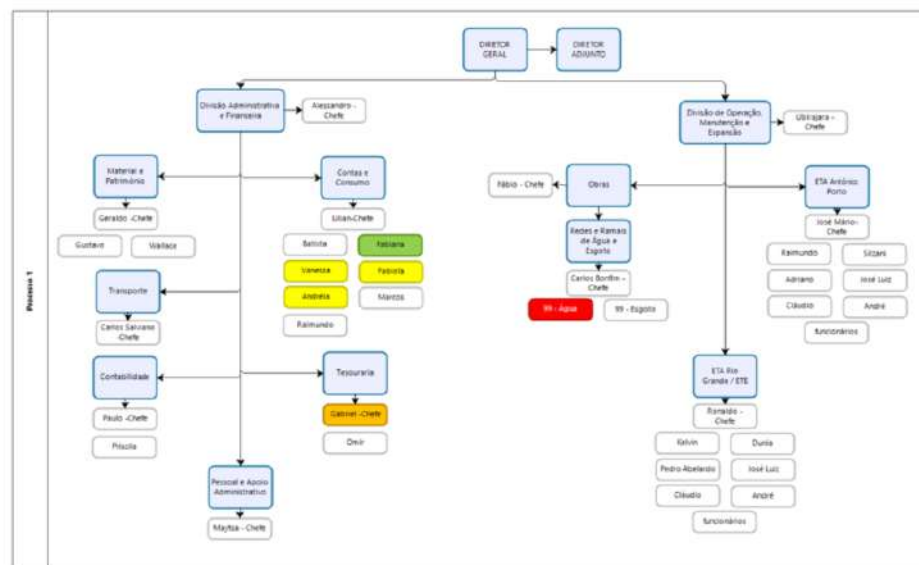 DIRETOR
GERAL
DIRETOR
ADJUNTO
Divisão Administrativa
e Financeira
Alessandro -
Chefe
Divisão de Operação,
Manutenção e
Expansão
Ubirajara -
Chefe
Material e
Patrimônio
Geraldo -Chefe
Gustavo
Wallace
Contas e
Consumo
Lilian-Chefe
Batista
Fabiana
Vanessa
Fabiola
Andréia
Marcos
Raimundo
Transporte
Carlos Salviano
-Chefe
Contabilidade
Paulo -Chefe
Priscila
Tesouraria
Gabriel -Chefe
Omir
Pessoal e Apoio
Administrativo
- Chefe
Fábio - Chefe
Obras
Redes e Ramais
de Água e
Esgoto
Carlos Bonfim -
Chefe
99 - Água
99 - Esgoto
ETA Antônio
Porto
José Mário-
Chefe
Raimundo
Adriano
José Luiz
Cláudio
André
funcionários
ETA Rio
Grande / ETE
Ronaldo -
Chefe
Kelvin
Dunia
Pedro Abelardo
José Luiz
Cláudio
André
funcionários
Processo 1